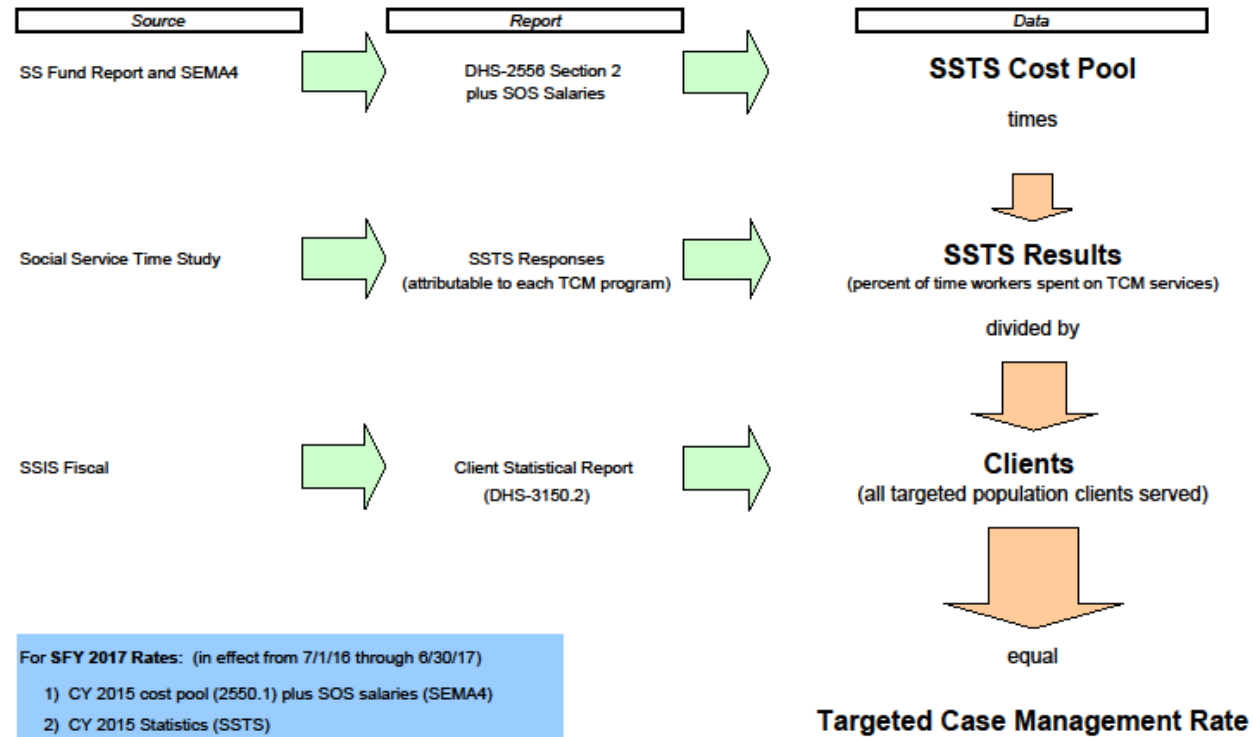 Source
Report
Data
SS Fund Report and SEMA4
DHS-2556 Section 2
plus SOS Salaries
SSTS Cost Pool
times
Social Service Time Study
SSTS Responses
(attributable to each TCM program)
SSTS Results
(percent of time workers spent on TCM services)
divided by
SSIS Fiscal
Client Statistical Report
(DHS-3150.2)
Clients
(all targeted population clients served)
equal
Targeted Case Management Rate
For SFY 2017 Rates: (in effect from 7/1/16 through 6/30/17)
1) CY 2015 cost pool (2550.1) plus SOS salaries (SEMA4)
2) CY 2015 Statistics (SSTS)